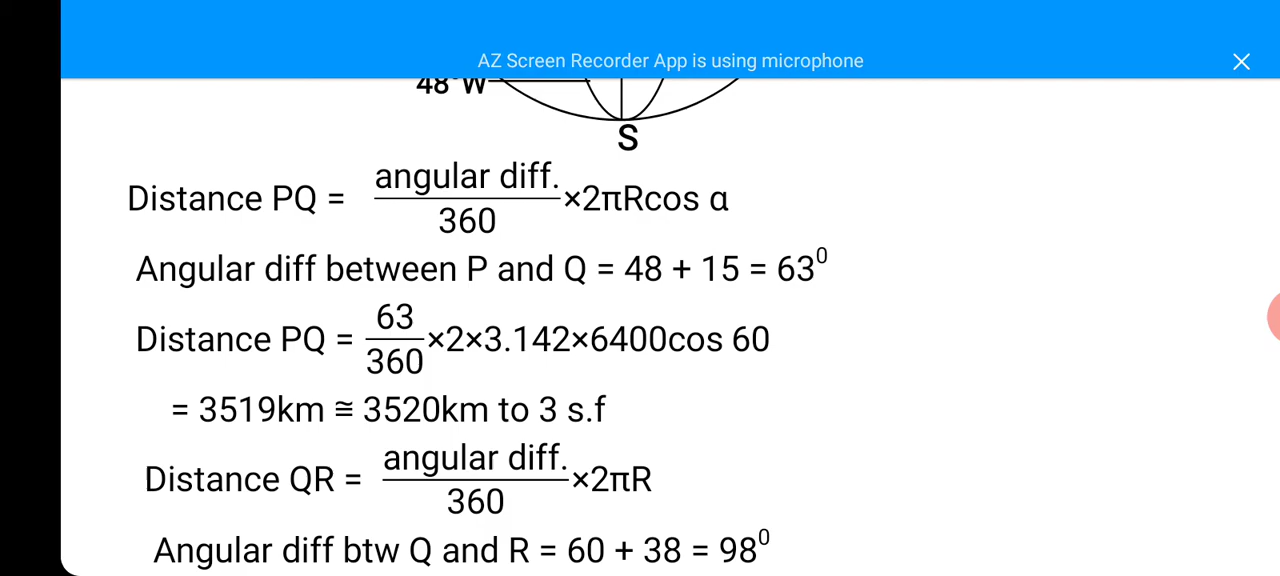 AZ Screen Recorder App is using microphone
48°W
S
Distance PQ = angular diff./360 ×2πRcos α
Angular diff between P and Q = 48 + 15 = 63⁰
Distance PQ = 63/360 ×2×3.142×6400cos 60
= 3519km ≅ 3520km to 3 s.f
Distance QR = angular diff./360 ×2πR
Angular diff btw Q and R = 60 + 38 = 98⁰